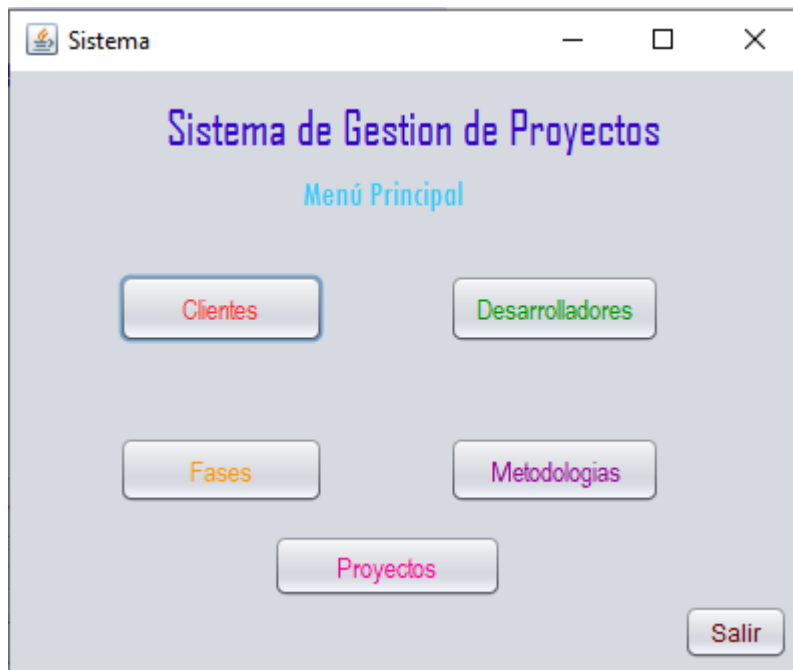 Sistema
Sistema de Gestion de Proyectos
Menú Principal
Clientes
Desarrolladores
Fases
Metodologias
Proyectos
Salir